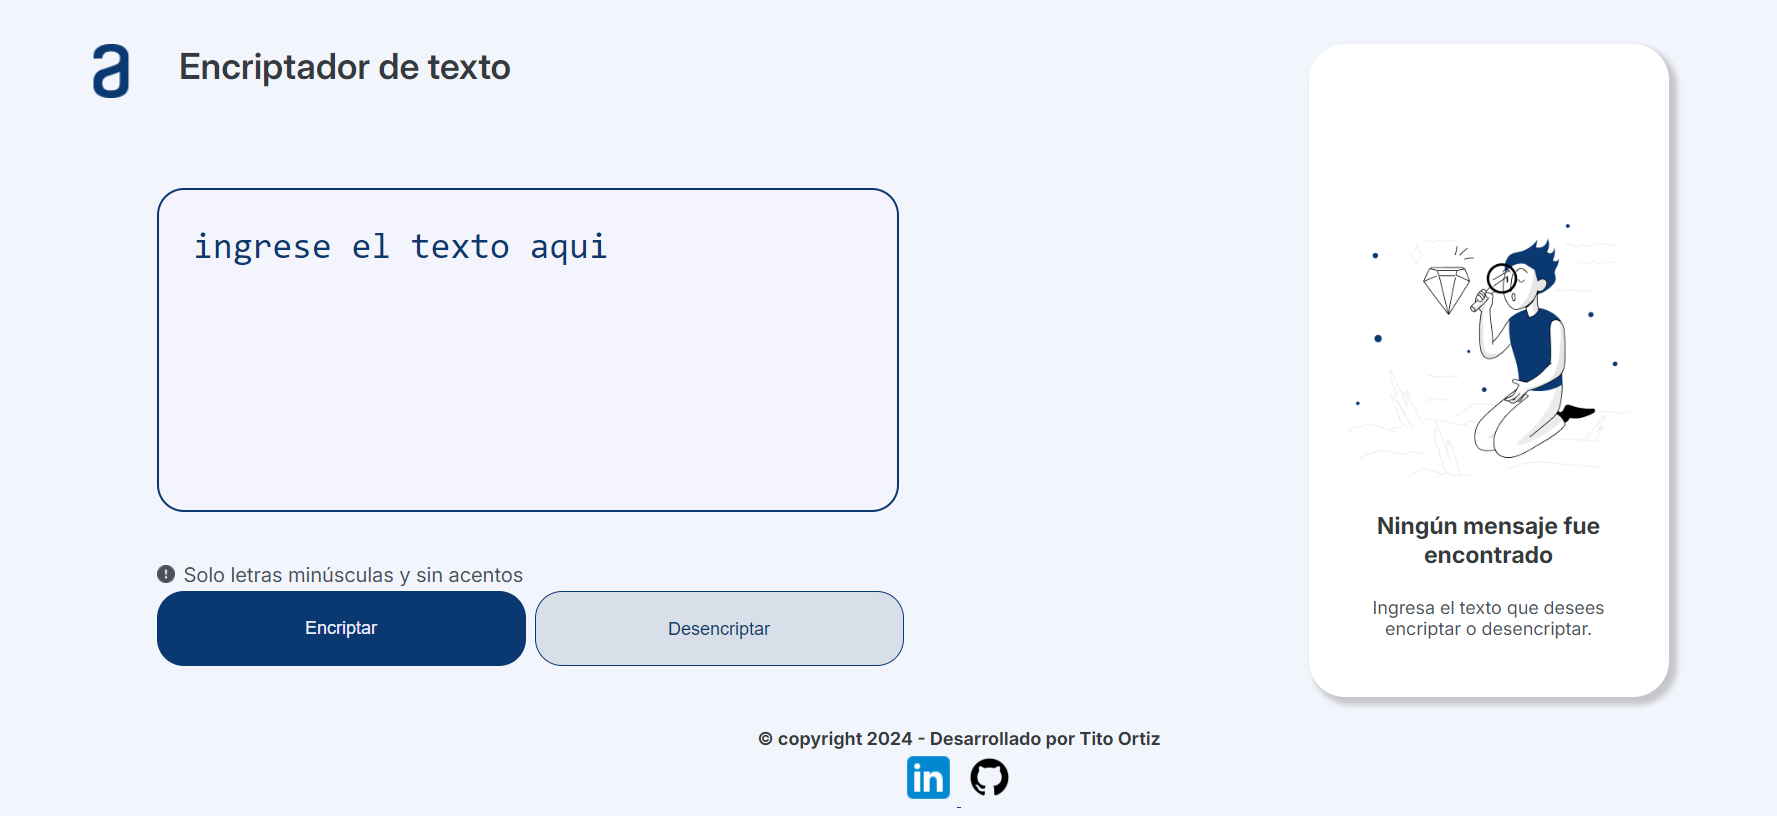 a
Encriptador de texto
ingrese el texto aqui
Solo letras minúsculas y sin acentos
Encriptar
Desencriptar
Ningún mensaje fue
encontrado
Ingresa el texto que desees
encriptar o desencriptar.
© copyright 2024 - Desarrollado por Tito Ortiz
in